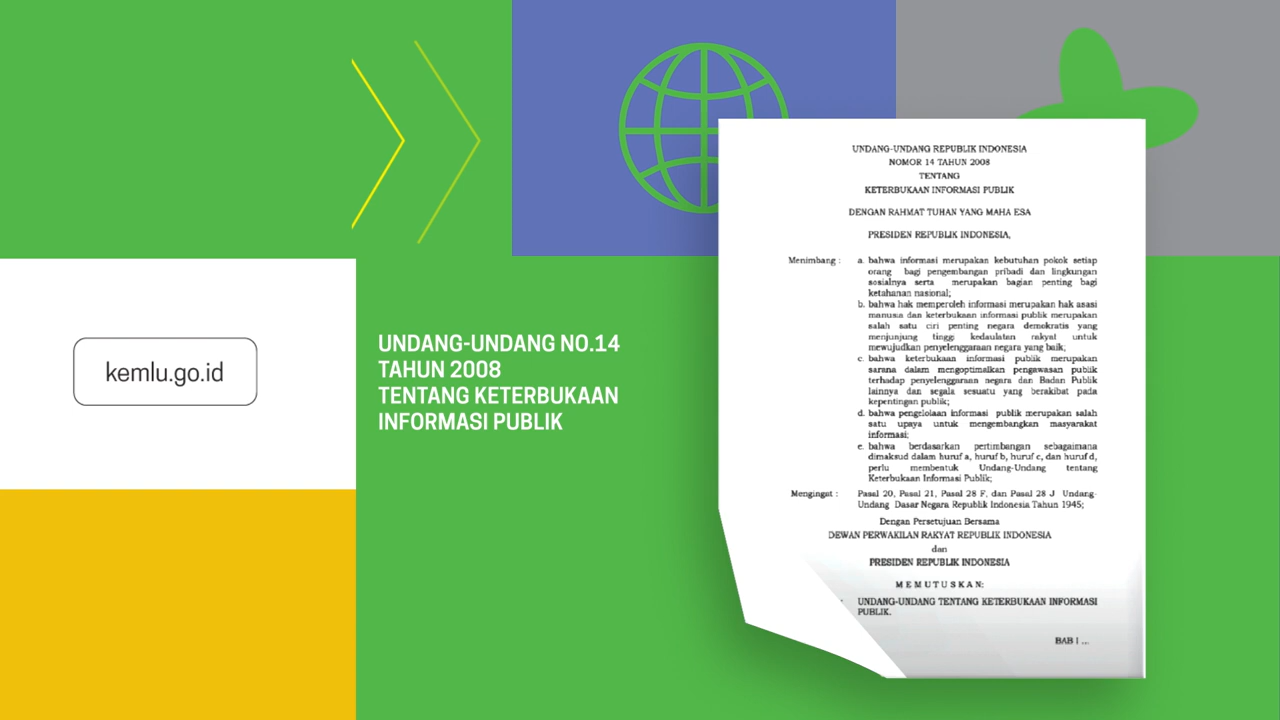 kemlu.go.id
UNDANG-UNDANG NO.14
TAHUN 2008
TENTANG KETERBUKAAN
INFORMASI PUBLIK
UNDANG-UNDANG REPUBLIK INDONESIA
NOMOR 14 TAHUN 2008
TENTANG
KETERBUKAAN INFORMASI PUBLIK
DENGAN RAHMAT TUHAN YANG MAHA ESA
PRESIDEN REPUBLIK INDONESIA,
Menimbang : a. bahwa informasi merupakan kebutuhan pokok setiap
orang bagi pengembangan pribadi dan lingkungan
sosialnya serta merupakan bagian penting bagi
ketahanan nasional;
b. bahwa hak memperoleh informasi merupakan hak asasi
manusia dan keterbukaan informasi publik merupakan
salah satu ciri penting negara demokratis yang
menjunjung tinggi kedaulatan rakyat untuk
mewujudkan penyelenggaraan negara yang baik;
c. bahwa keterbukaan informasi publik merupakan
sarana dalam mengoptimalkan pengawasan publik
terhadap penyelenggaraan negara dan Badan Publik
lainnya dan segala sesuatu yang berakibat pada
kepentingan publik;
d. bahwa pengelolaan informasi publik merupakan salah
satu upaya untuk mengembangkan masyarakat
informasi;
e. bahwa berdasarkan pertimbangan sebagaimana
dimaksud dalam huruf a, huruf b, huruf c, dan huruf d,
perlu membentuk Undang-Undang tentang
Keterbukaan Informasi Publik;
Mengingat : Pasal 20, Pasal 21, Pasal 28 F, dan Pasal 28 J Undang-
Undang Dasar Negara Republik Indonesia Tahun 1945;
Dengan Persetujuan Bersama
DEWAN PERWAKILAN RAKYAT REPUBLIK INDONESIA
dan
PRESIDEN REPUBLIK INDONESIA
M E M U T U S K A N:
: UNDANG-UNDANG TENTANG KETERBUKAAN INFORMASI
PUBLIK.
BAB I ...